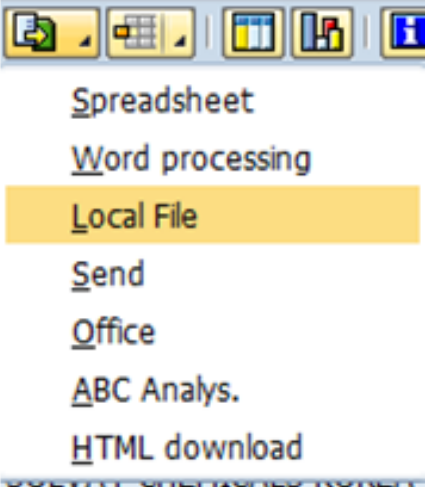 Spreadsheet
Word processing
Local File
Send
Office
ABC Analys.
HTML download